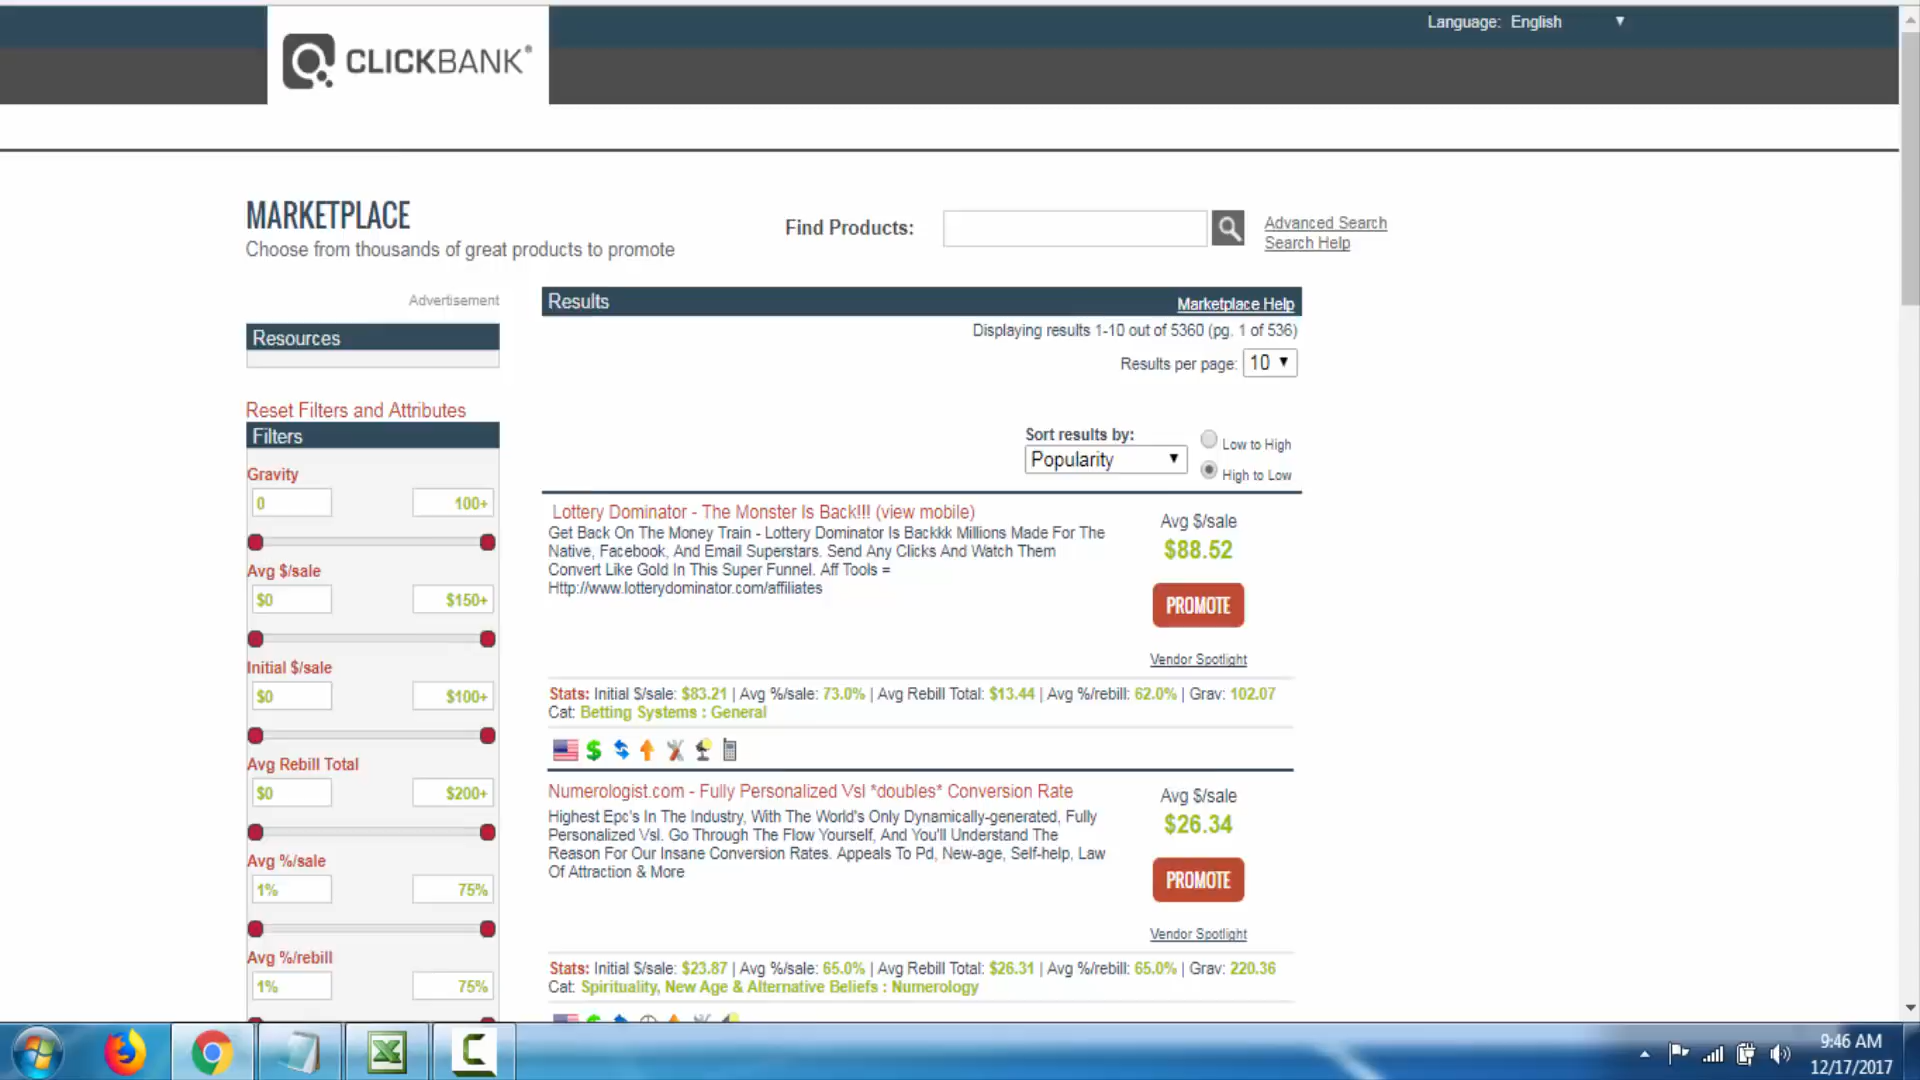 Language: English
CLICKBANK
MARKETPLACE
Choose from thousands of great products to promote
Find Products:
Advanced Search
Search Help
Advertisement
Resources
Reset Filters and Attributes
Filters
Gravity
0 100+
Avg $/sale
$0 $150+
Initial $/sale
$0 $100+
Avg Rebill Total
$0 $200+
Avg %/sale
1% 75%
Avg %/rebill
1% 75%
Results Marketplace Help
Displaying results 1-10 out of 5360 (pg. 1 of 536)
Results per page: 10
Sort results by:
Popularity
Low to High
High to Low
Lottery Dominator - The Monster Is Back!!! (view mobile)
Get Back On The Money Train - Lottery Dominator Is Backkk Millions Made For The
Native, Facebook, And Email Superstars. Send Any Clicks And Watch Them
Convert Like Gold In This Super Funnel. Aff Tools =
Http://www.lotterydominator.com/affiliates
Avg $/sale
$88.52
PROMOTE
Vendor Spotlight
Stats: Initial $/sale: $83.21 | Avg %/sale: 73.0% | Avg Rebill Total: $13.44 | Avg %/rebill: 62.0% | Grav: 102.07
Cat: Betting Systems : General
Numerologist.com - Fully Personalized Vsl *doubles* Conversion Rate
Highest Epc's In The Industry, With The World's Only Dynamically-generated, Fully
Personalized Vsl. Go Through The Flow Yourself, And You'll Understand The
Reason For Our Insane Conversion Rates. Appeals To Pd, New-age, Self-help, Law
Of Attraction & More
Avg $/sale
$26.34
PROMOTE
Vendor Spotlight
Stats: Initial $/sale: $23.87 | Avg %/sale: 65.0% | Avg Rebill Total: $26.31 | Avg %/rebill: 65.0% | Grav: 220.36
Cat: Spirituality, New Age & Alternative Beliefs : Numerology
9:46 AM
12/17/2017